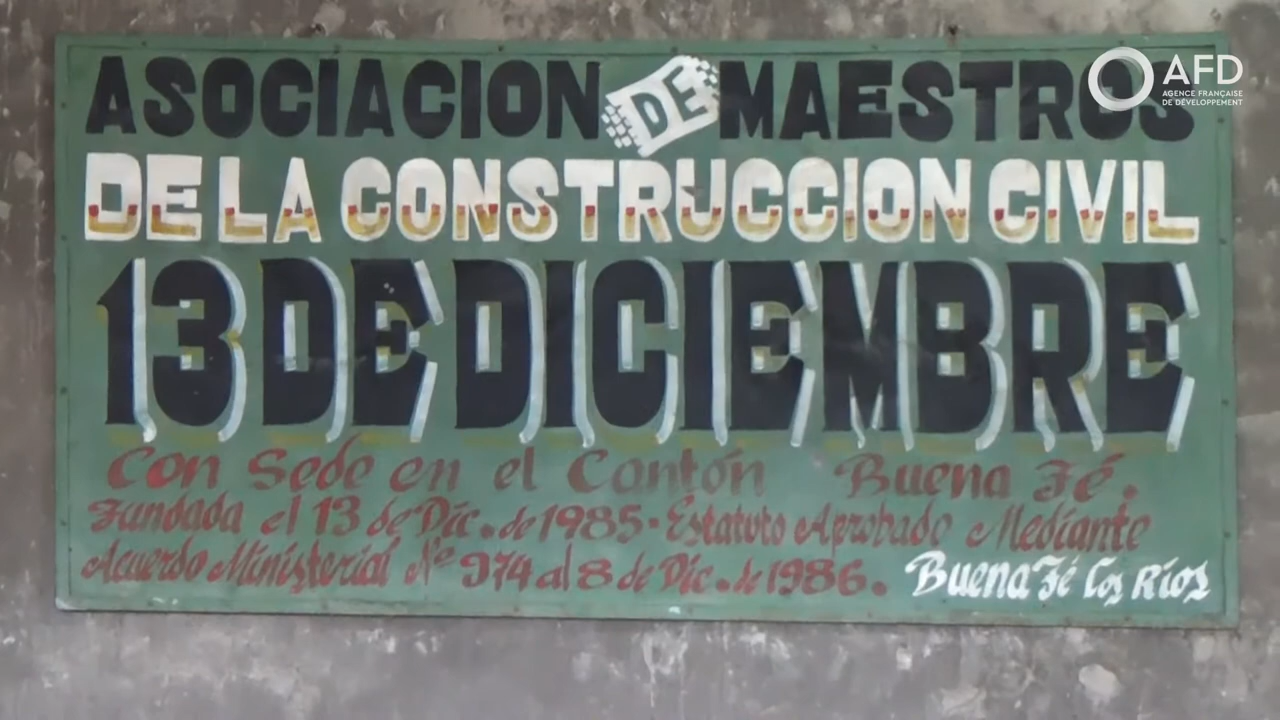 ASOCIACION DE MAESTROS
DE LA CONSTRUCCION CIVIL
13 DE DICIEMBRE
Con Sede en el Cantón Buena Fé.
Fundada el 13 de Dic. de 1985. Estatuto Aprobado Mediante
Acuerdo Ministerial Nº 974 al 8 de Dic. de 1986.
Buena Fé Los Ríos
AFD
AGENCE FRANÇAISE
DE DÉVELOPPEMENT